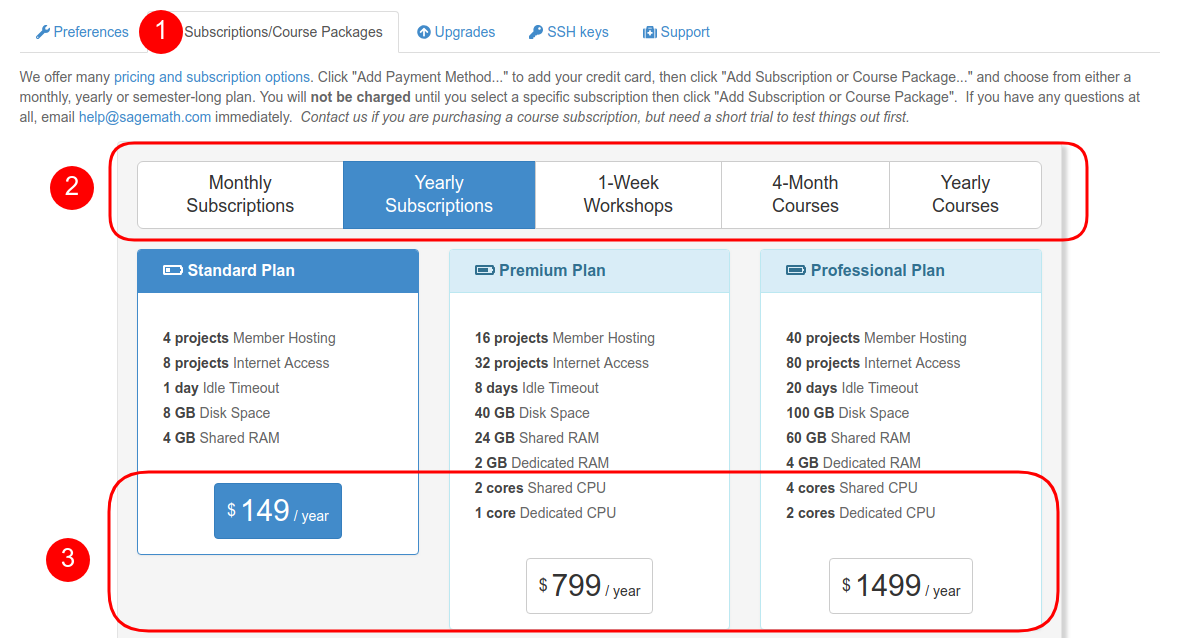 Preferences 1 Subscriptions/Course Packages Upgrades SSH keys Support
We offer many pricing and subscription options. Click "Add Payment Method..." to add your credit card, then click "Add Subscription or Course Package..." and choose from either a
monthly, yearly or semester-long plan. You will not be charged until you select a specific subscription then click "Add Subscription or Course Package". If you have any questions at
all, email help@sagemath.com immediately. Contact us if you are purchasing a course subscription, but need a short trial to test things out first.
2
Monthly Subscriptions
Yearly Subscriptions
1-Week Workshops
4-Month Courses
Yearly Courses
Standard Plan
4 projects Member Hosting
8 projects Internet Access
1 day Idle Timeout
8 GB Disk Space
4 GB Shared RAM
$ 149 / year
Premium Plan
16 projects Member Hosting
32 projects Internet Access
8 days Idle Timeout
40 GB Disk Space
24 GB Shared RAM
2 GB Dedicated RAM
2 cores Shared CPU
1 core Dedicated CPU
$ 799 / year
Professional Plan
40 projects Member Hosting
80 projects Internet Access
20 days Idle Timeout
100 GB Disk Space
60 GB Shared RAM
4 GB Dedicated RAM
4 cores Shared CPU
2 cores Dedicated CPU
$ 1499 / year
3